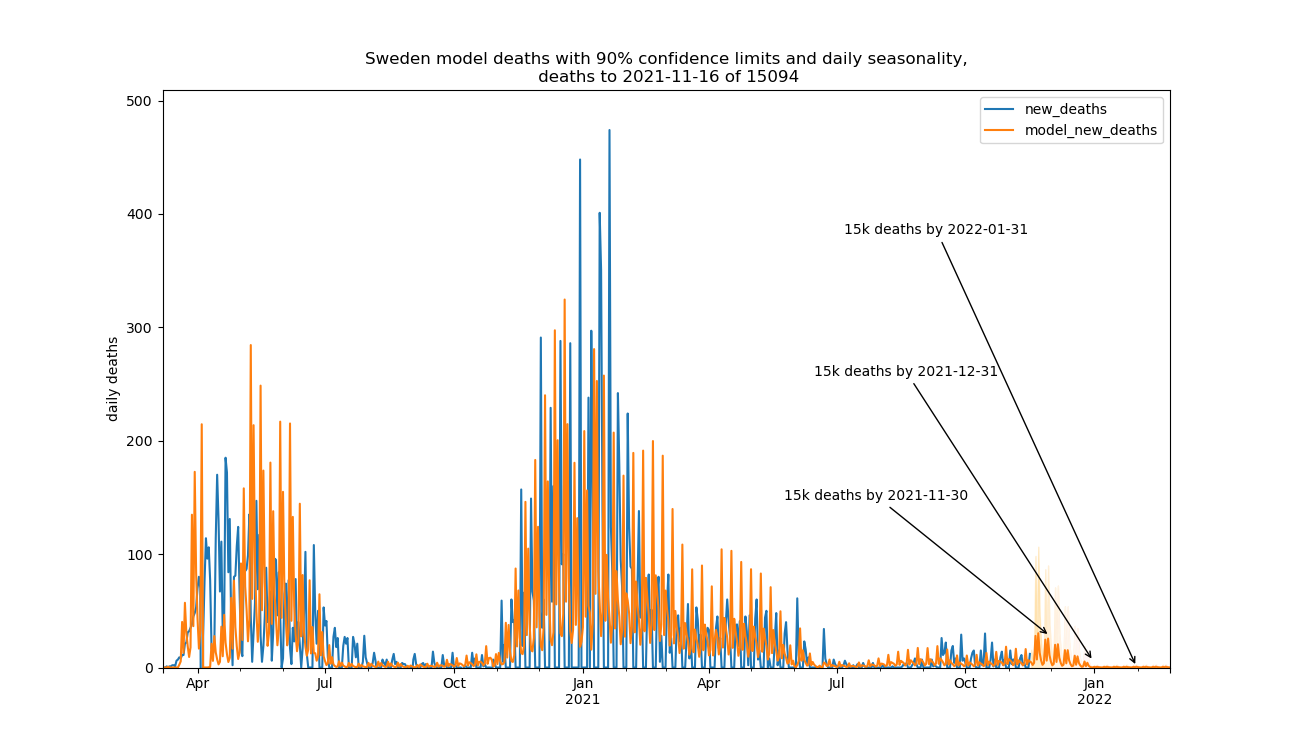 Sweden model deaths with 90% confidence limits and daily seasonality,
deaths to 2021-11-16 of 15094
500
400
300
200
100
0
daily deaths
new_deaths
model_new_deaths
15k deaths by 2022-01-31
15k deaths by 2021-12-31
15k deaths by 2021-11-30
Apr Jul Oct Jan Apr Jul Oct Jan
2021 2022